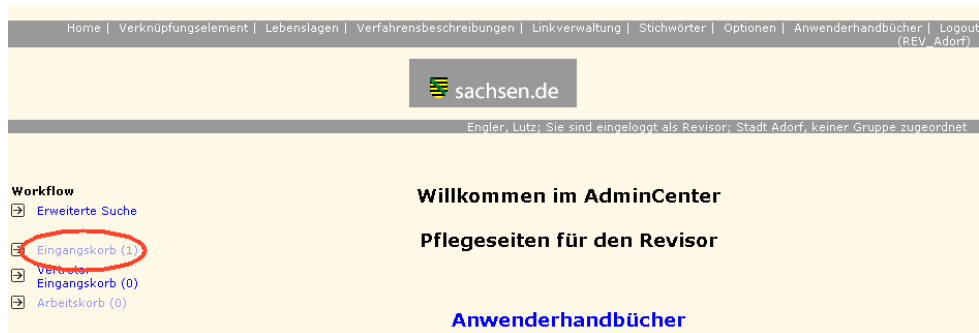 Home | Verknüpfungselement | Lebenslagen | Verfahrensbeschreibungen | Linkverwaltung | Stichwörter | Optionen | Anwenderhandbücher | Logout
(REV_Adorf)
sachsen.de
Engler, Lutz; Sie sind eingeloggt als Revisor; Stadt Adorf, keiner Gruppe zugeordnet
Workflow
Erweiterte Suche
Eingangskorb (1)
Vertreter
Eingangskorb (0)
Arbeitskorb (0)
Willkommen im AdminCenter
Pflegeseiten für den Revisor
Anwenderhandbücher